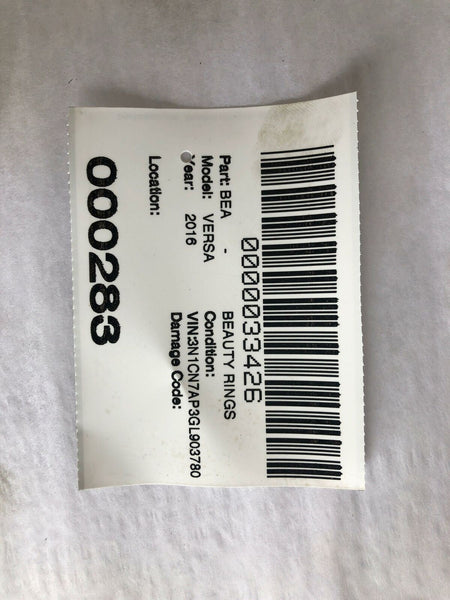 0000033426
Part: BEA - BEAUTY RINGS
Model: VERSA Condition:
Year: 2016 VIN:3N1CN7AP3GL903780
Damage Code:
Location:
000283